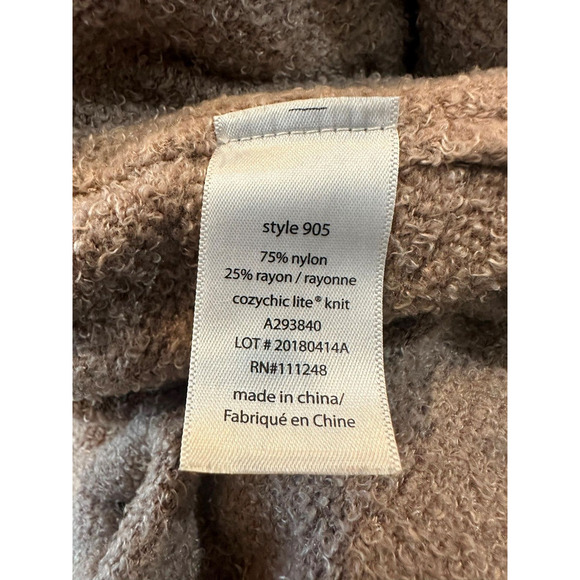 style 905
75% nylon
25% rayon / rayonne
cozychic lite® knit
A293840
LOT # 20180414A
RN#111248
made in china/
Fabriqué en Chine